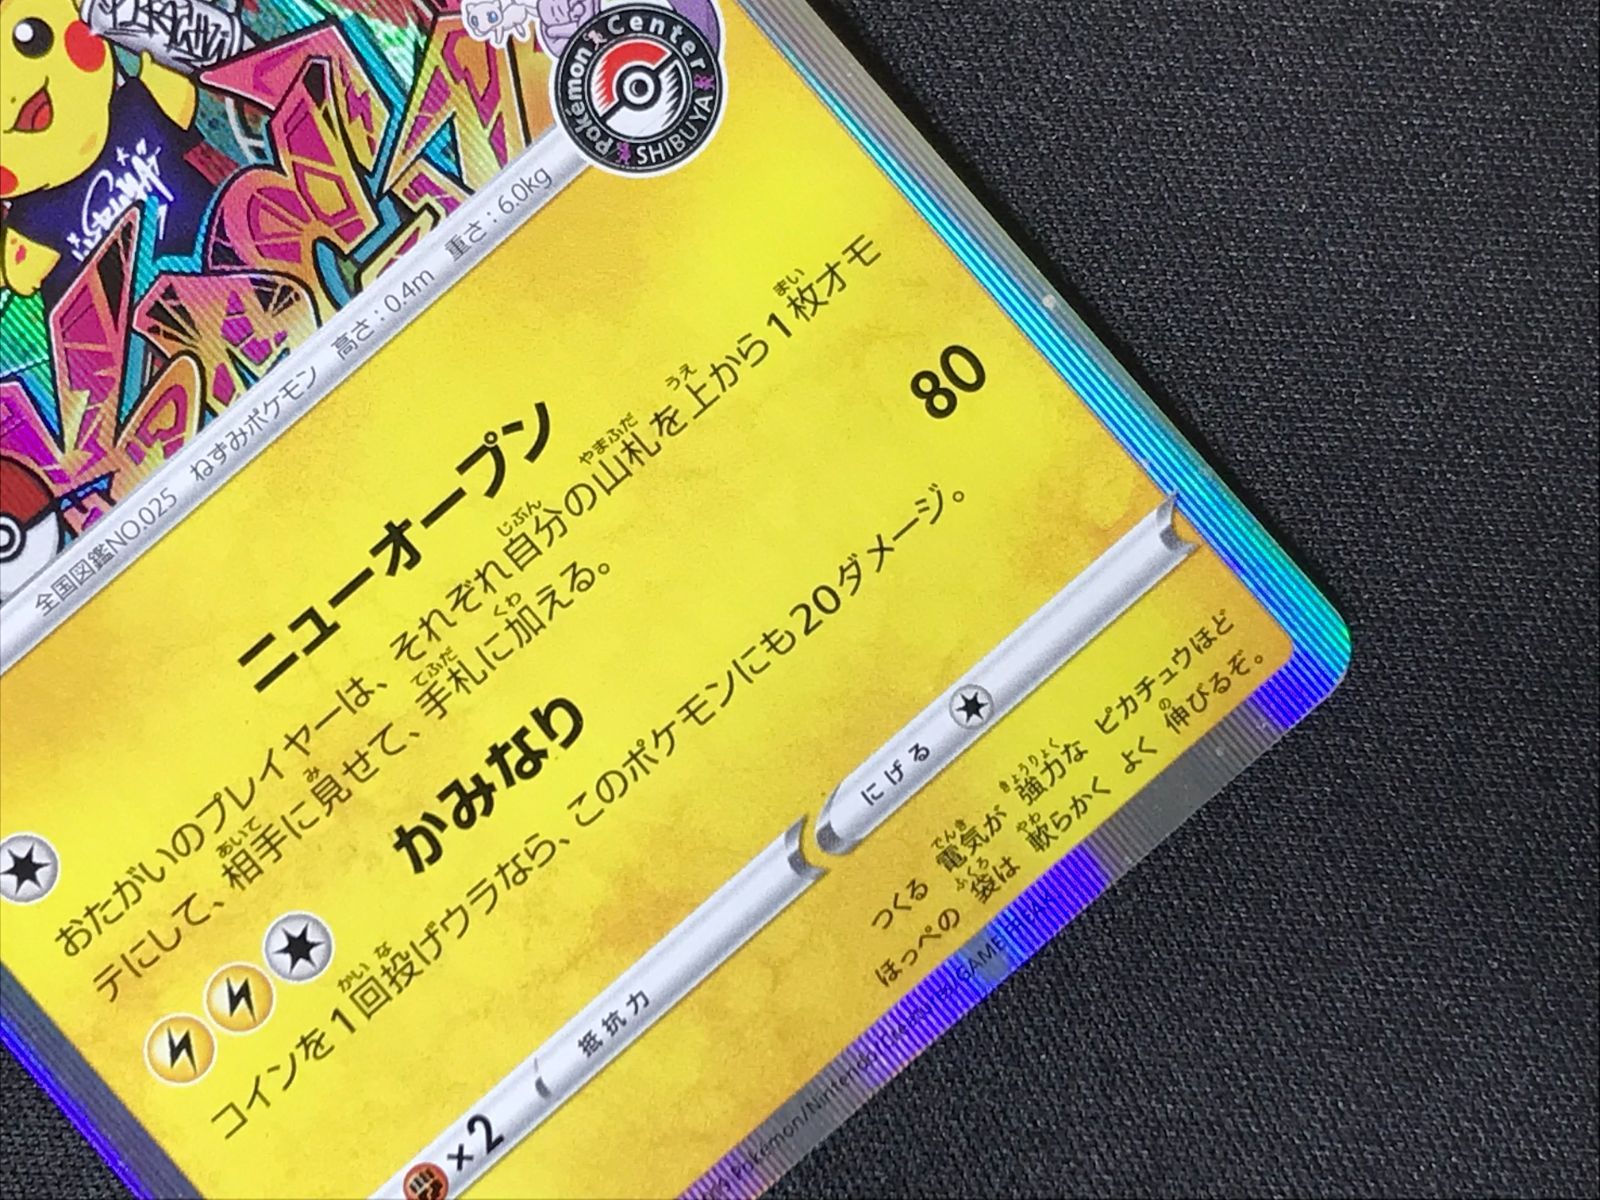 Pokémon Center
SHIBUYA
全国図鑑NO.025 ねずみポケモン 高さ:0.4m 重さ:6.0kg
ニューオープン
おたがいのプレイヤーは、それぞれ自分の山札を上から1枚オモ
テにして、相手に見せて、手札に加える。
かみなり 80
コインを1回投げウラなら、このポケモンにも20ダメージ。
×2 抵抗力 にげる
つくる 電気が 強力な ピカチュウほど
ほっぺの 袋は 軟らかく よく 伸びるぞ。
Pokémon/Nintendo/Creatures/GAME FREAK